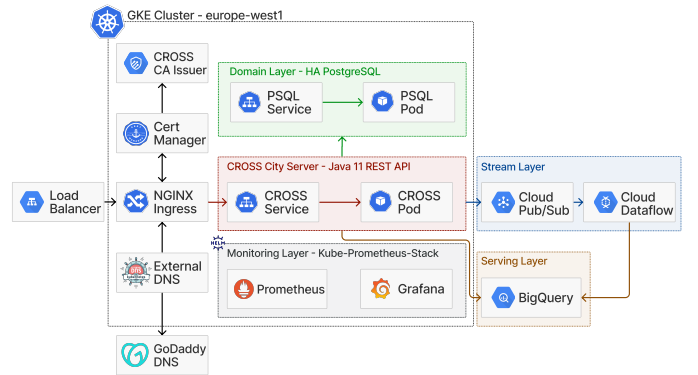 GKE Cluster - europe-west1
CROSS
CA Issuer
Domain Layer - HA PostgreSQL
PSQL
Service
PSQL
Pod
Cert
Manager
CROSS City Server - Java 11 REST API
Stream Layer
Load
Balancer
NGINX
Ingress
CROSS
Service
CROSS
Pod
Cloud
Pub/Sub
Cloud
Dataflow
HELM
Monitoring Layer - Kube-Prometheus-Stack
Serving Layer
DNS
External
DNS
Prometheus
Grafana
BigQuery
GoDaddy
DNS